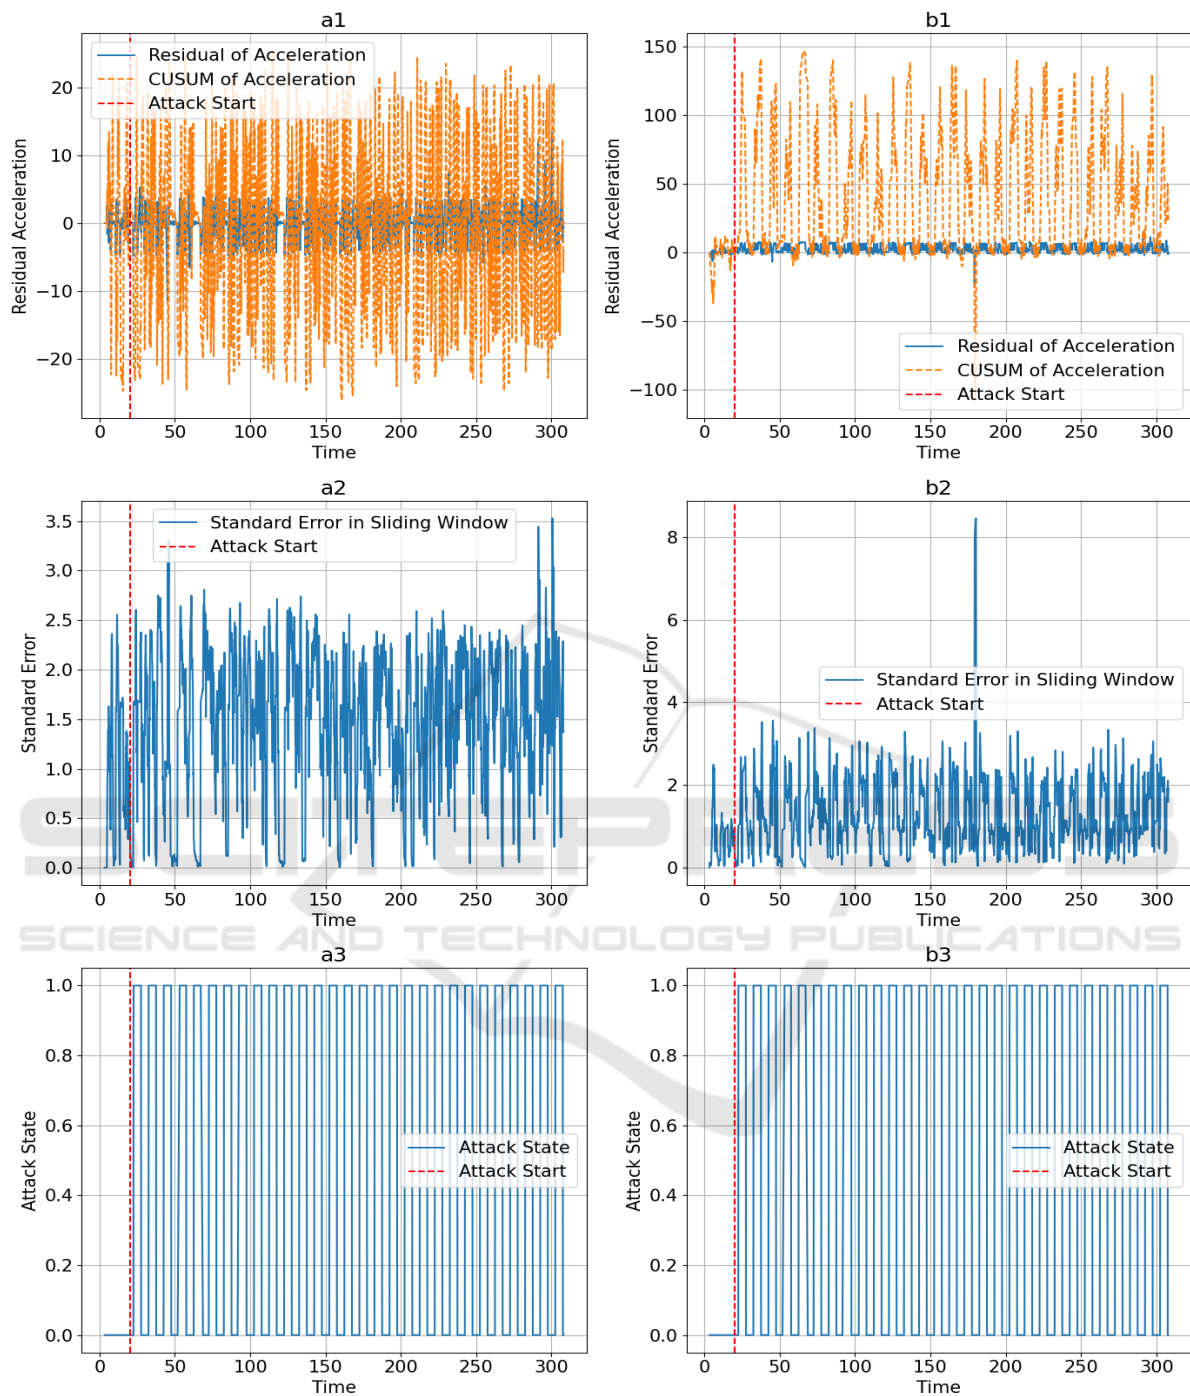 a1
Residual of Acceleration
CUSUM of Acceleration
Attack Start
Residual Acceleration
20
10
0
−10
−20
0 50 100 150 200 250 300
Time
b1
Residual of Acceleration
CUSUM of Acceleration
Attack Start
Residual Acceleration
150
100
50
0
−50
−100
0 50 100 150 200 250 300
Time
a2
Standard Error in Sliding Window
Attack Start
Standard Error
3.5
3.0
2.5
2.0
1.5
1.0
0.5
0.0
0 50 100 150 200 250 300
Time
b2
Standard Error in Sliding Window
Attack Start
Standard Error
8
6
4
2
0
0 50 100 150 200 250 300
Time
SCITEPRESS
SCIENCE AND TECHNOLOGY PUBLICATIONS
a3
Attack State
Attack Start
Attack State
1.0
0.8
0.6
0.4
0.2
0.0
0 50 100 150 200 250 300
Time
b3
Attack State
Attack Start
Attack State
1.0
0.8
0.6
0.4
0.2
0.0
0 50 100 150 200 250 300
Time